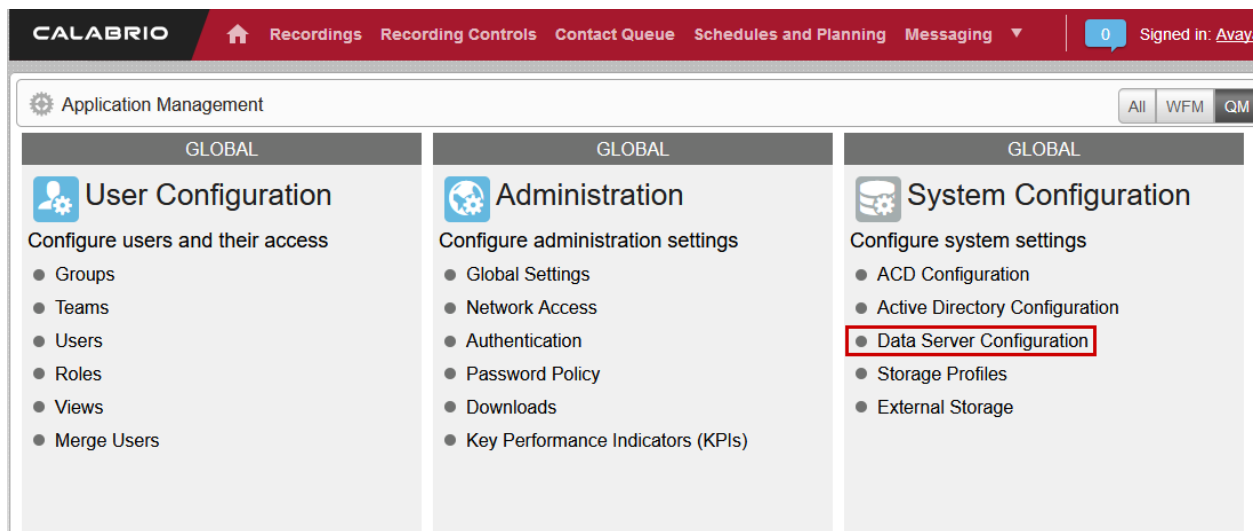 CALABRIO Recordings Recording Controls Contact Queue Schedules and Planning Messaging 0 Signed in: Avay
Application Management All WFM QM
GLOBAL GLOBAL GLOBAL
User Configuration Administration System Configuration
Configure users and their access Configure administration settings Configure system settings
Groups Global Settings ACD Configuration
Teams Network Access Active Directory Configuration
Users Authentication Data Server Configuration
Roles Password Policy Storage Profiles
Views Downloads External Storage
Merge Users Key Performance Indicators (KPIs)